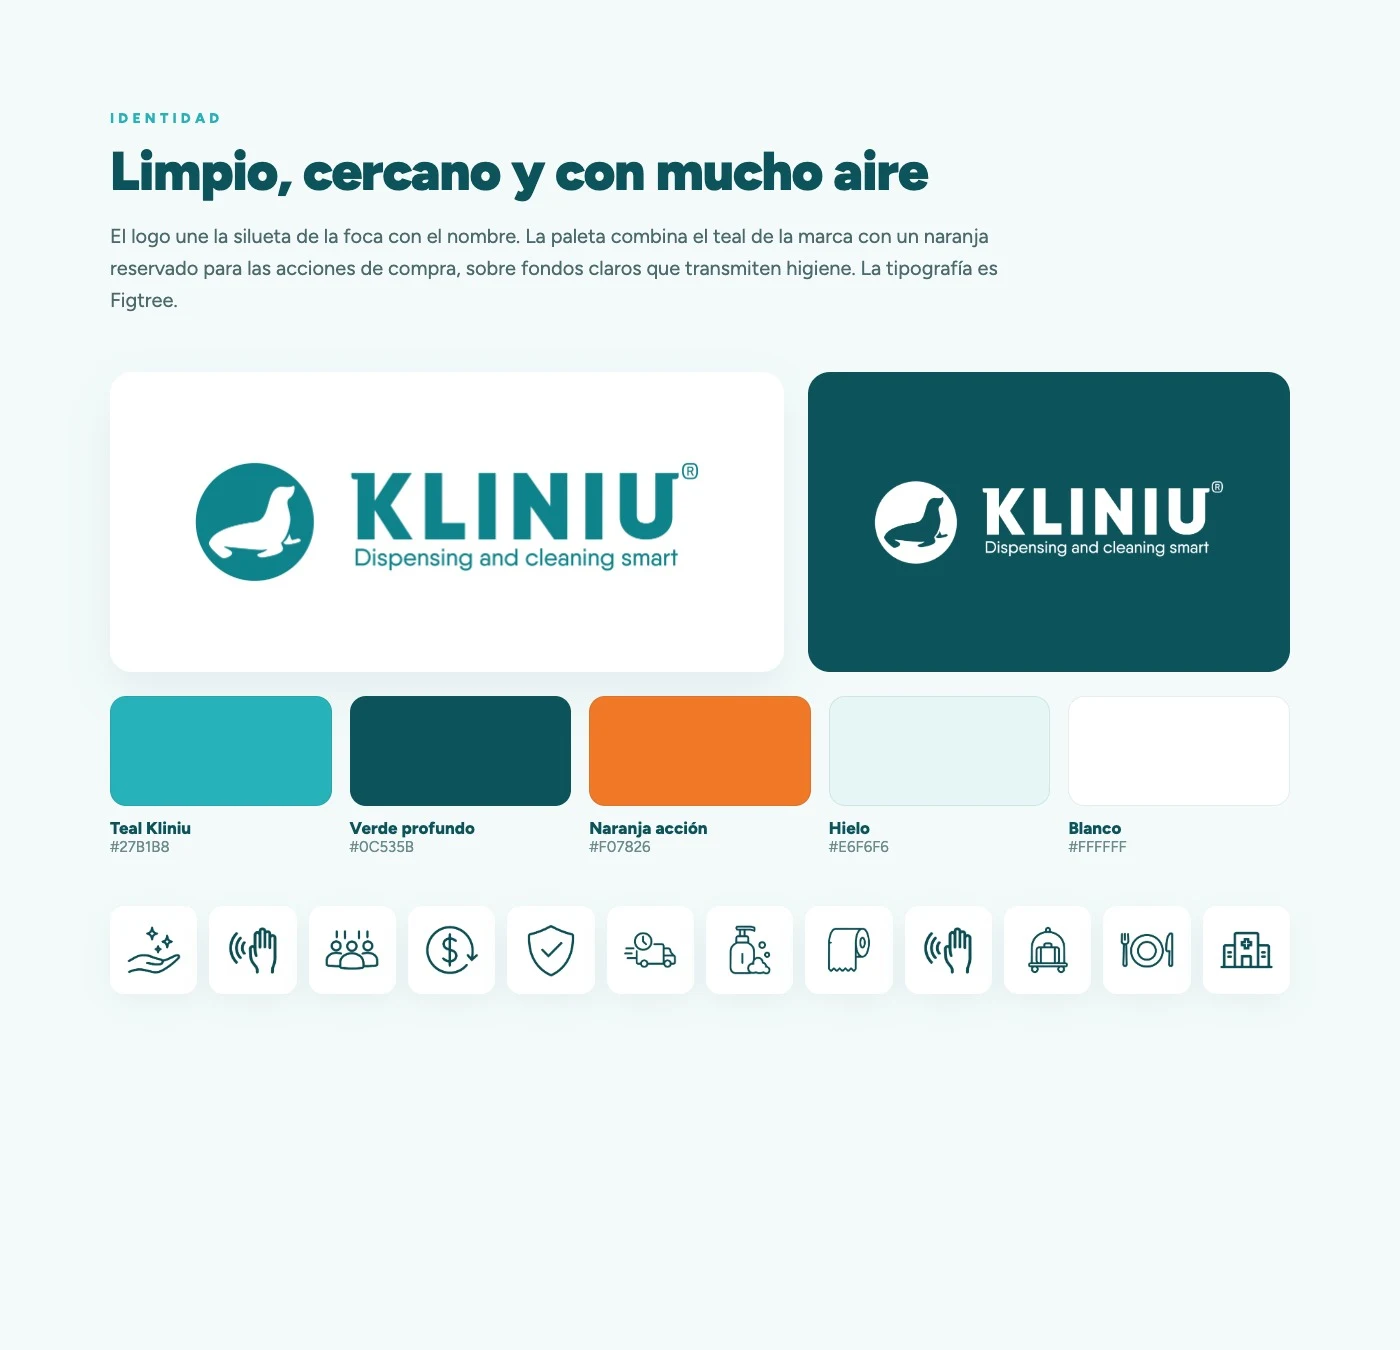 IDENTIDAD
Limpio, cercano y con mucho aire
El logo une la silueta de la foca con el nombre. La paleta combina el teal de la marca con un naranja
reservado para las acciones de compra, sobre fondos claros que transmiten higiene. La tipografía es
Figtree.
KLINIU®
Dispensing and cleaning smart
KLINIU®
Dispensing and cleaning smart
Teal Kliniu
#27B1B8
Verde profundo
#0C535B
Naranja acción
#F07826
Hielo
#E6F6F6
Blanco
#FFFFFF